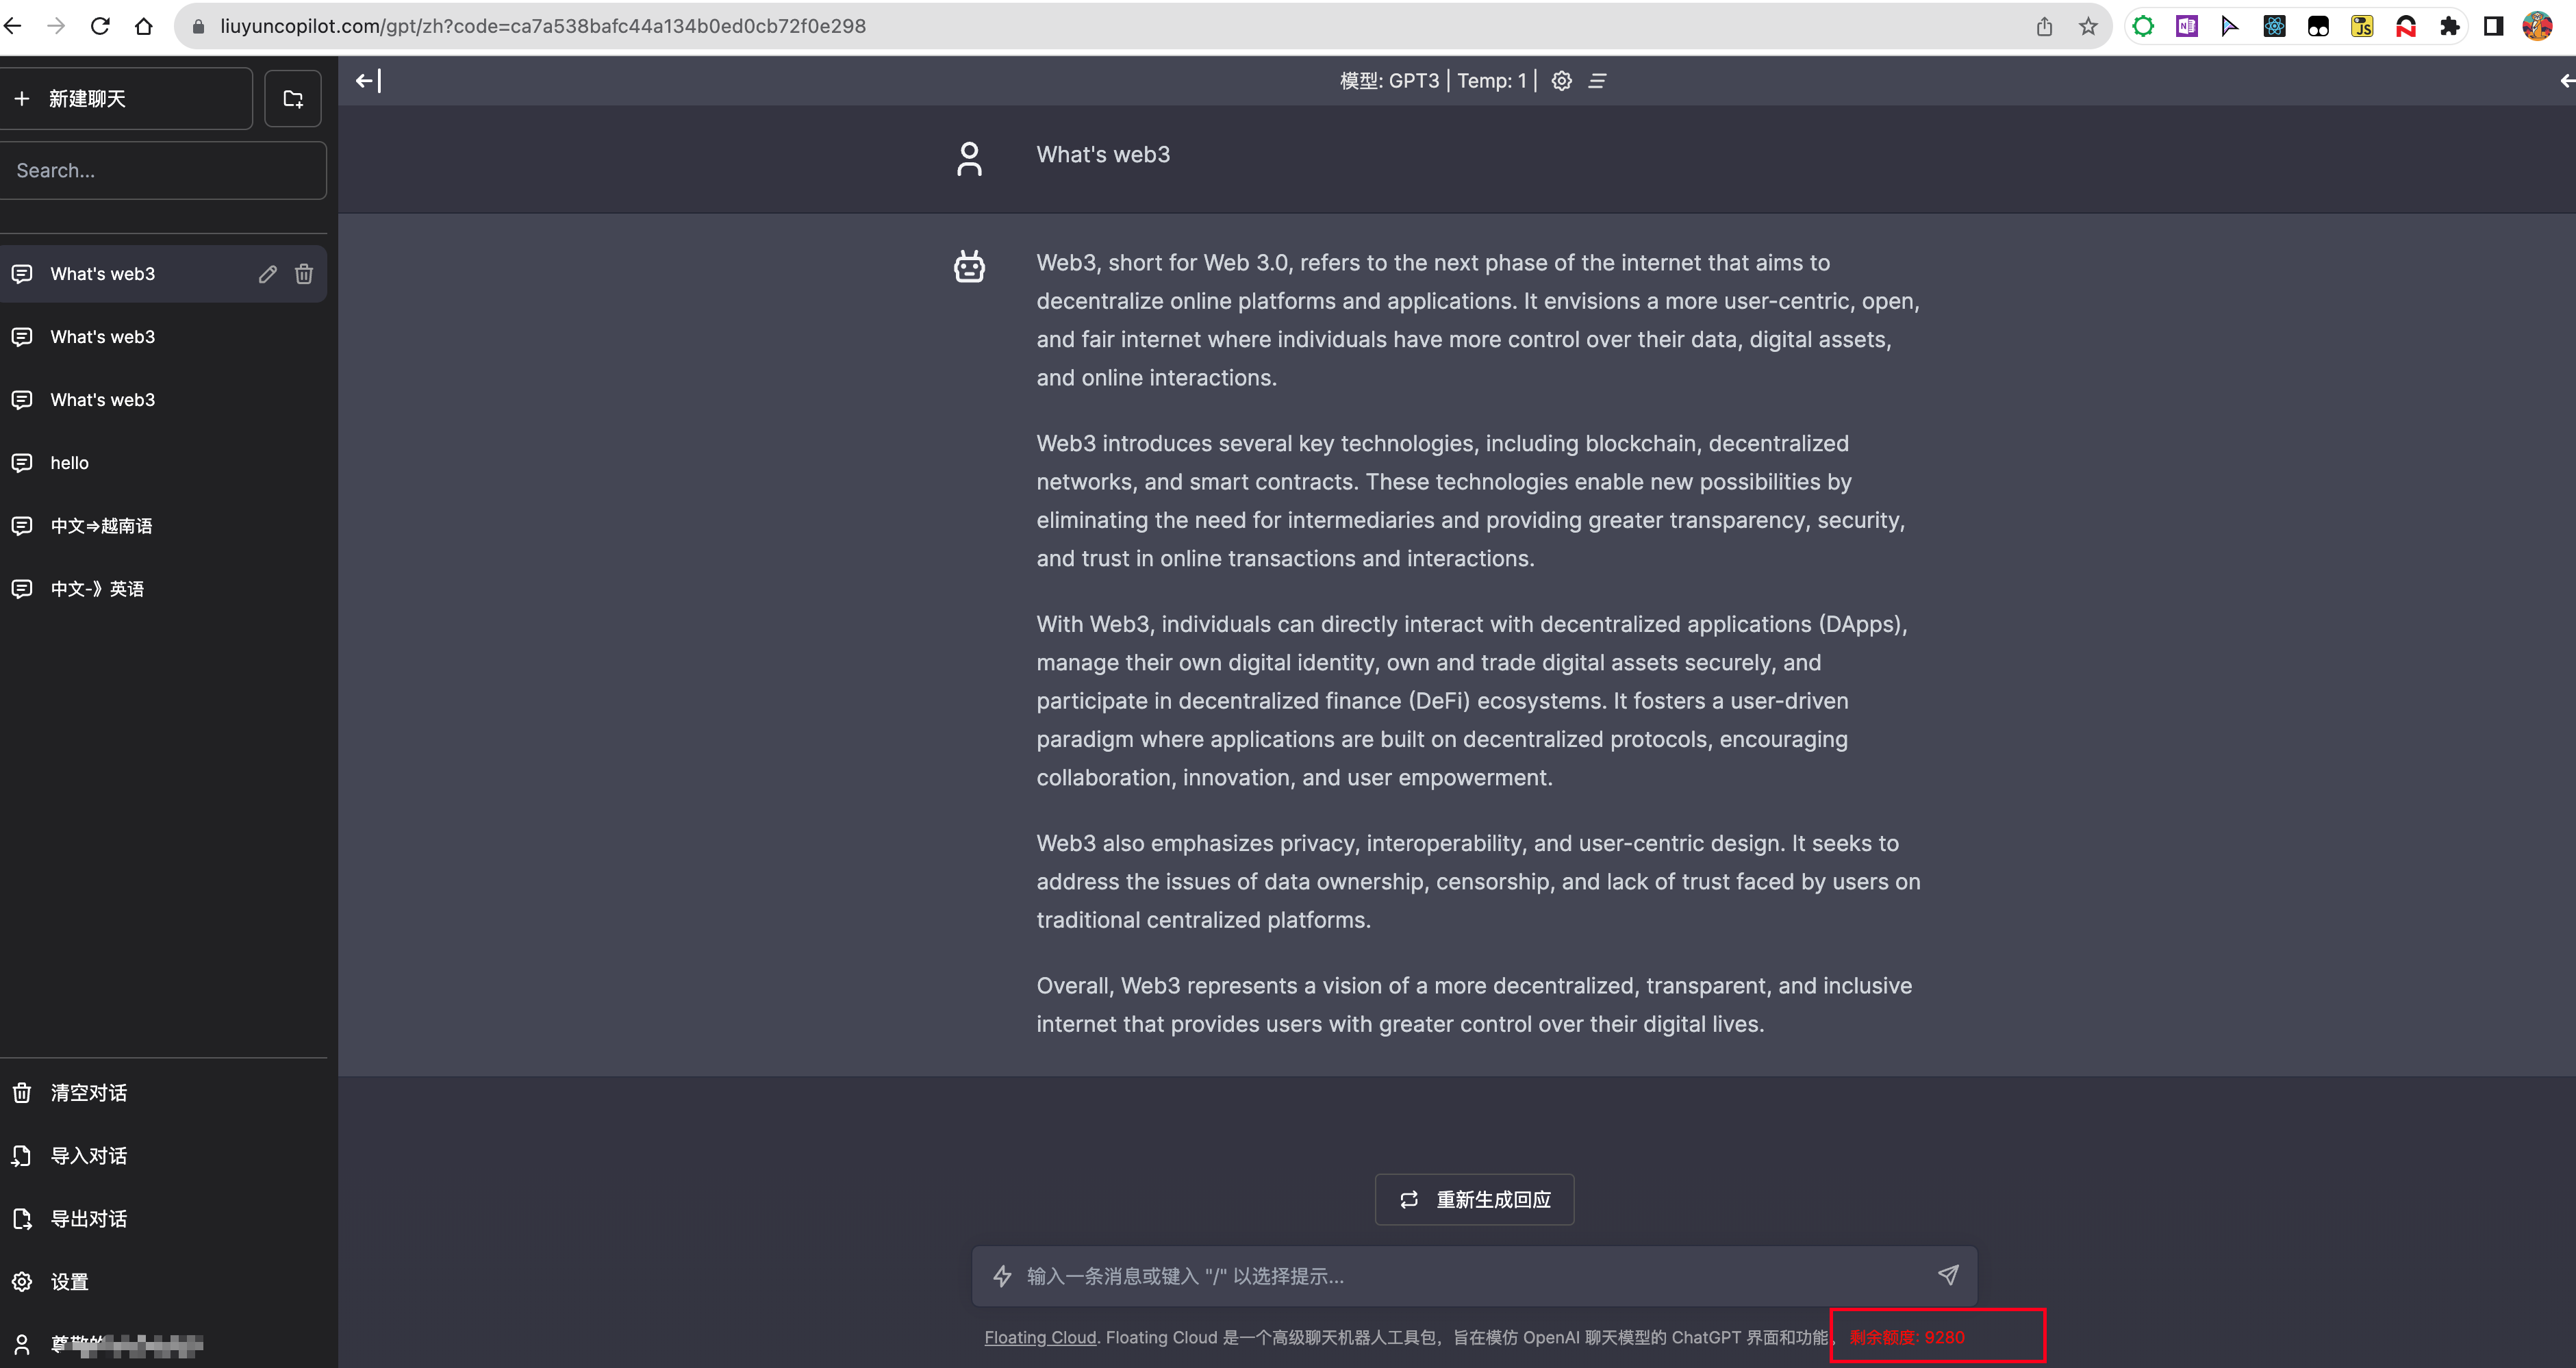 liuyuncopilot.com/gpt/zh?code=ca7a538bafc44a134b0ed0cb72f0e298
新建聊天
Search...
What's web3
What's web3
What's web3
hello
中文⇒越南语
中文-》英语
清空对话
导入对话
导出对话
设置
尊敬的
模型: GPT3 | Temp: 1 |
What's web3
Web3, short for Web 3.0, refers to the next phase of the internet that aims to
decentralize online platforms and applications. It envisions a more user-centric, open,
and fair internet where individuals have more control over their data, digital assets,
and online interactions.
Web3 introduces several key technologies, including blockchain, decentralized
networks, and smart contracts. These technologies enable new possibilities by
eliminating the need for intermediaries and providing greater transparency, security,
and trust in online transactions and interactions.
With Web3, individuals can directly interact with decentralized applications (DApps),
manage their own digital identity, own and trade digital assets securely, and
participate in decentralized finance (DeFi) ecosystems. It fosters a user-driven
paradigm where applications are built on decentralized protocols, encouraging
collaboration, innovation, and user empowerment.
Web3 also emphasizes privacy, interoperability, and user-centric design. It seeks to
address the issues of data ownership, censorship, and lack of trust faced by users on
traditional centralized platforms.
Overall, Web3 represents a vision of a more decentralized, transparent, and inclusive
internet that provides users with greater control over their digital lives.
重新生成回应
输入一条消息或键入 "/" 以选择提示...
Floating Cloud. Floating Cloud 是一个高级聊天机器人工具包，旨在模仿 OpenAI 聊天模型的 ChatGPT 界面和功能。 剩余额度: 9280